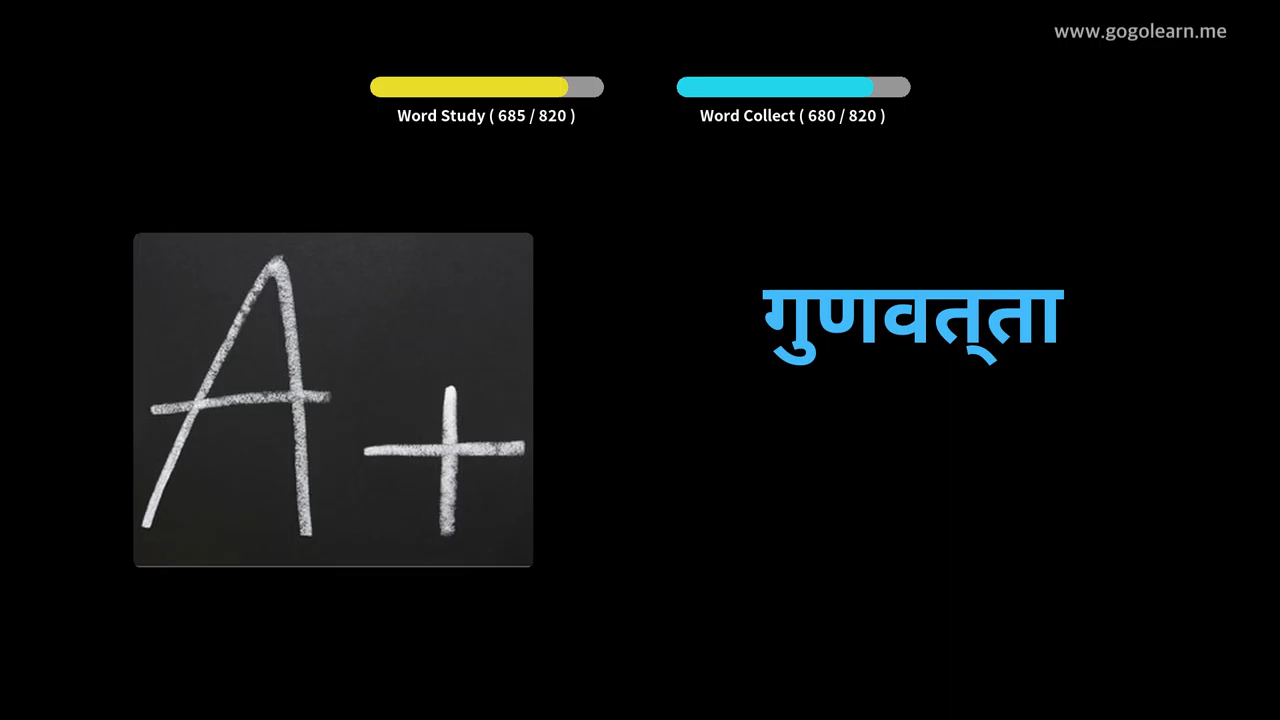 www.gogolearn.me
Word Study ( 685 / 820 )
Word Collect ( 680 / 820 )
A+
गुणवत्‌ता